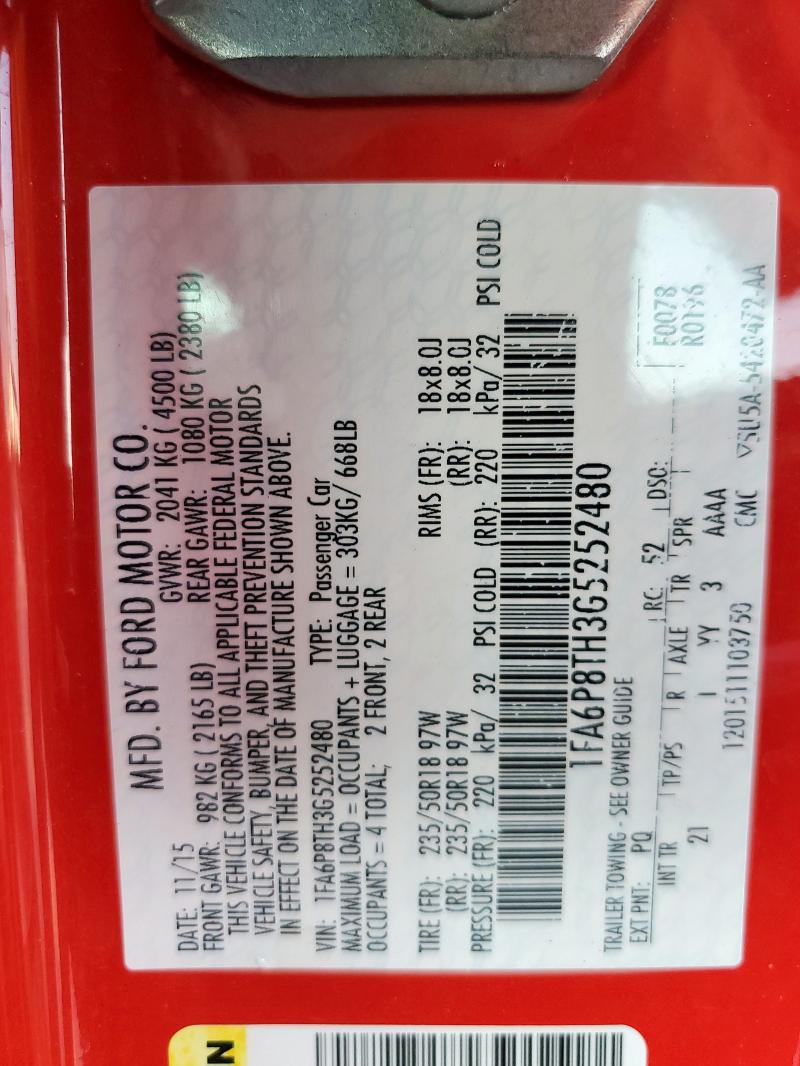 MFD. BY FORD MOTOR CO.
DATE: 11/15 GVWR: 2041 KG ( 4500 LB)
FRONT GAWR: 982 KG ( 2165 LB) REAR GAWR: 1080 KG ( 2380 LB)
THIS VEHICLE CONFORMS TO ALL APPLICABLE FEDERAL MOTOR
VEHICLE SAFETY, BUMPER, AND THEFT PREVENTION STANDARDS
IN EFFECT ON THE DATE OF MANUFACTURE SHOWN ABOVE.
VIN: 1FA6P8TH3G5252480 TYPE: Passenger Car
MAXIMUM LOAD = OCCUPANTS + LUGGAGE = 303KG/ 668LB
OCCUPANTS = 4 TOTAL; 2 FRONT, 2 REAR
TIRE (FR): 235/50R18 97W RIMS (FR): 18x8.0J
(RR): 235/50R18 97W (RR): 18x8.0J
PRESSURE (FR): 220 kPa/ 32 PSI COLD (RR): 220 kPa/ 32 PSI COLD
1FA6P8TH3G5252480
TRAILER TOWING - SEE OWNER GUIDE
EXT PNT: PQ RC: 52 DSO: F0078
R0196
INT TR TP/PS R AXLE TR SPR
21 I YY 3 AAAA
1201511103750 CMC
N